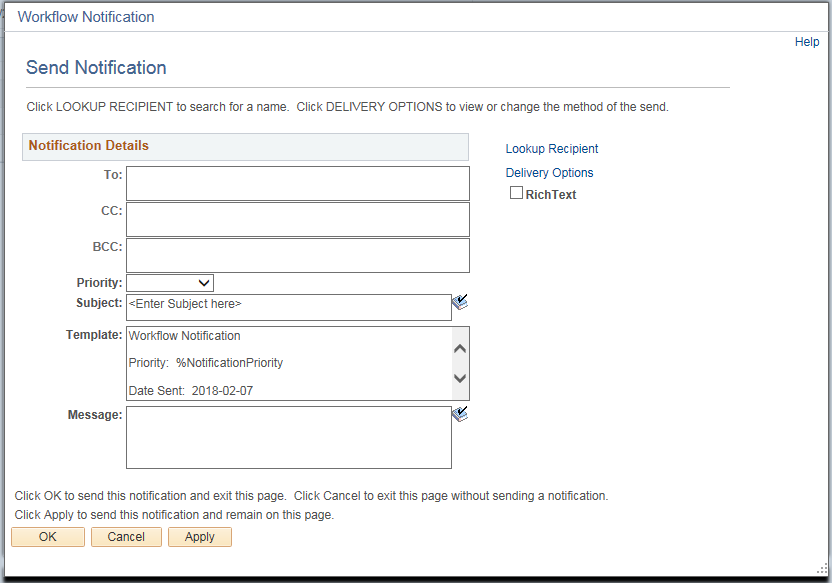 Workflow Notification
Help
Send Notification
Click LOOKUP RECIPIENT to search for a name.  Click DELIVERY OPTIONS to view or change the method of the send.
Notification Details
Lookup Recipient
To:
Delivery Options
RichText
CC:
BCC:
Priority:
Subject: <Enter Subject here>
Template: Workflow Notification
Priority:  %NotificationPriority
Date Sent:  2018-02-07
Message:
Click OK to send this notification and exit this page.  Click Cancel to exit this page without sending a notification.
Click Apply to send this notification and remain on this page.
OK Cancel Apply